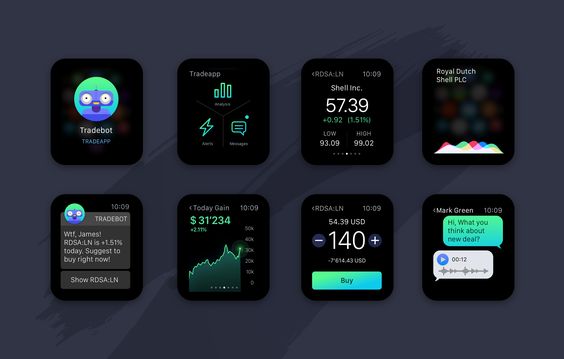 Tradebot
TRADEAPP
Tradeapp
Analysis
Alerts
Messages
<RDSA:LN 10:09
Shell Inc.
57.39
+0.92 (1.51%)
LOW HIGH
93.09 99.02
Royal Dutch
Shell PLC
10:09
TRADEBOT
Wtf, James!
RDSA:LN is +1.51%
today. Suggest to
buy right now!
Show RDSA:LN
<Today Gain 10:09
$ 31'234
+2.11%
50k
40k
30k
20k
10k
0
<RDSA:LN 10:09
54.39 USD
− 140 +
-7'614.43 USD
Buy
<Mark Green 10:09
Hi, What you
think about
new deal?
00:12